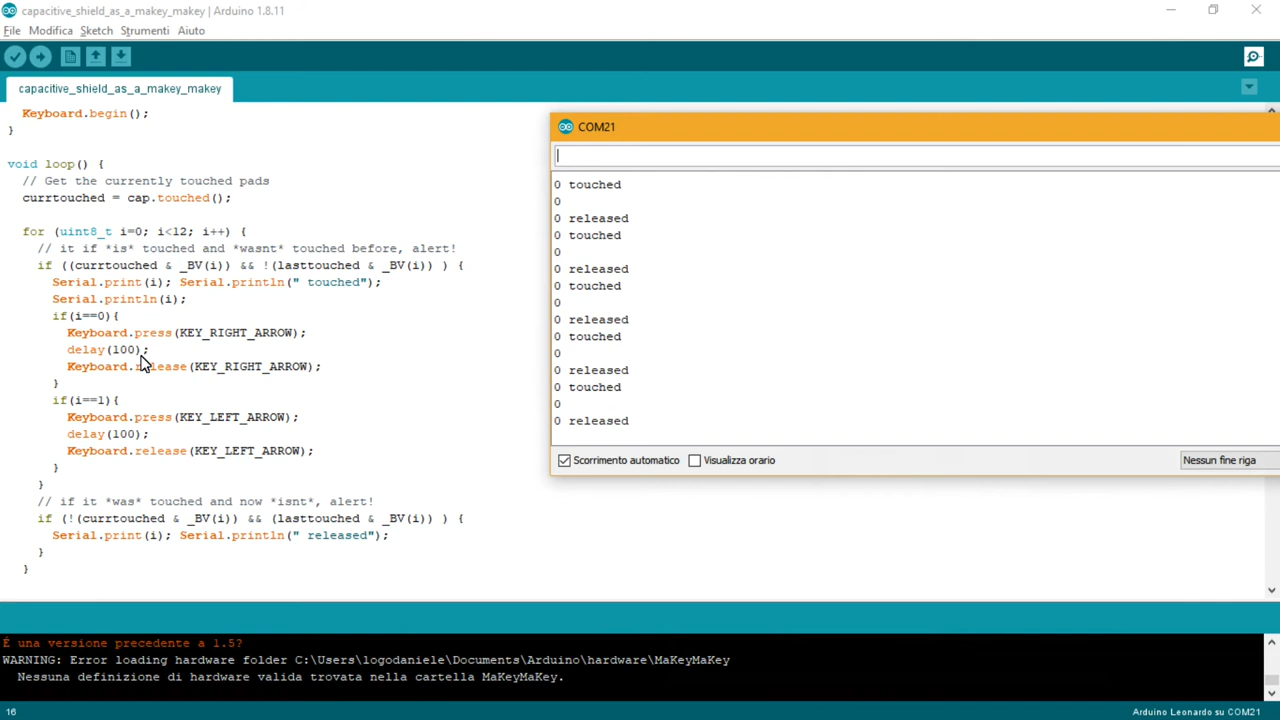 capacitive_shield_as_a_makey_makey | Arduino 1.8.11
File Modifica Sketch Strumenti Aiuto
capacitive_shield_as_a_makey_makey
Keyboard.begin();
}
void loop() {
// Get the currently touched pads
currtouched = cap.touched();
for (uint8_t i=0; i<12; i++) {
// it if *is* touched and *wasnt* touched before, alert!
if ((currtouched & _BV(i)) && !(lasttouched & _BV(i)) ) {
Serial.print(i); Serial.println(" touched");
Serial.println(i);
if(i==0){
Keyboard.press(KEY_RIGHT_ARROW);
delay(100);
Keyboard.release(KEY_RIGHT_ARROW);
}
if(i==1){
Keyboard.press(KEY_LEFT_ARROW);
delay(100);
Keyboard.release(KEY_LEFT_ARROW);
}
}
// if it *was* touched and now *isnt*, alert!
if (!(currtouched & _BV(i)) && (lasttouched & _BV(i)) ) {
Serial.print(i); Serial.println(" released");
}
}
COM21
0 touched
0
0 released
0 touched
0
0 released
0 touched
0
0 released
0 touched
0
0 released
0 touched
0
0 released
Scorrimento automatico Visualizza orario Nessun fine riga
É una versione precedente a 1.5?
WARNING: Error loading hardware folder C:\Users\logodaniele\Documents\Arduino\hardware\MaKeyMaKey
Nessuna definizione di hardware valida trovata nella cartella MaKeyMaKey.
16 Arduino Leonardo su COM21